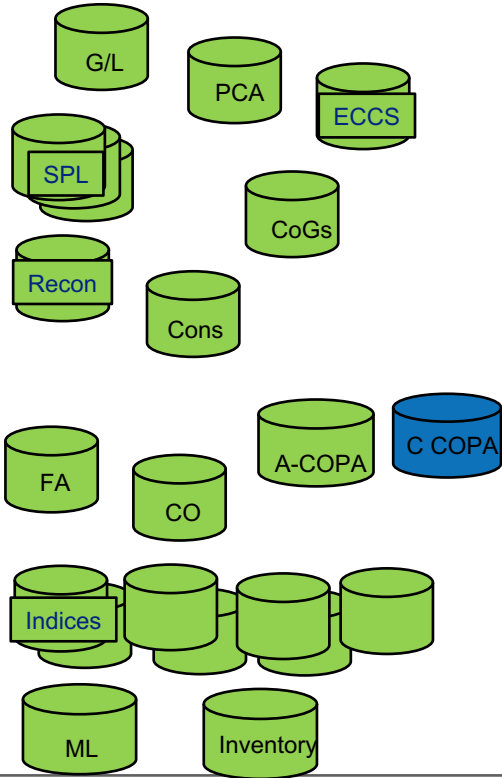 G/L
PCA
ECCS
SPL
CoGs
Recon
Cons
A-COPA
C COPA
FA
CO
Indices
ML
Inventory